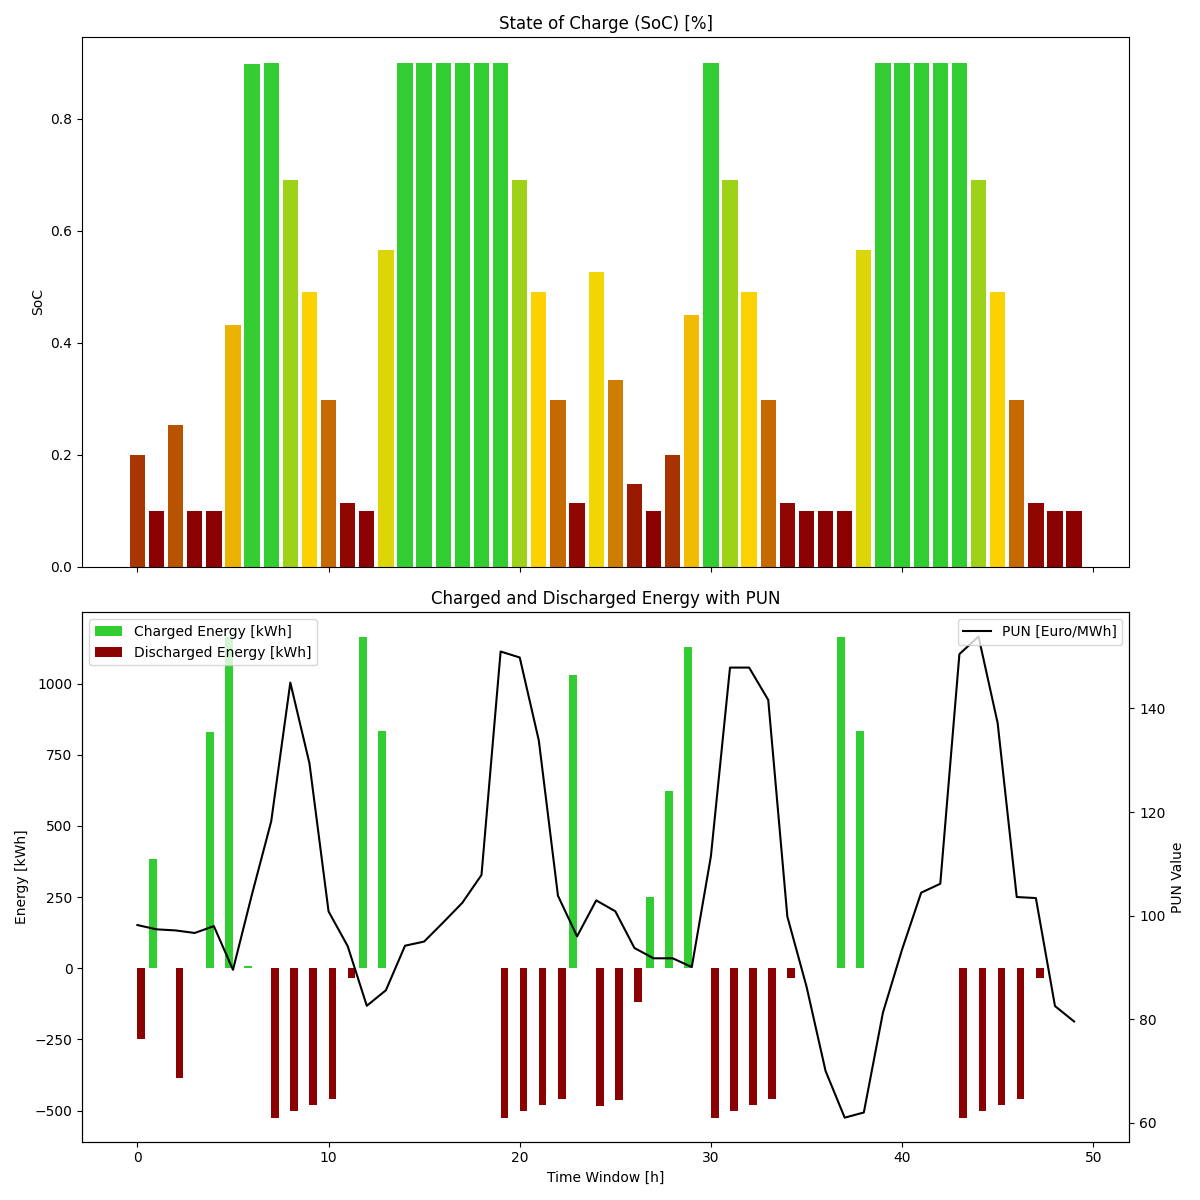 State of Charge (SoC) [%]
0.8
0.6
SoC
0.4
0.2
0.0
Charged and Discharged Energy with PUN
Charged Energy [kWh]
Discharged Energy [kWh]
PUN [Euro/MWh]
1000
750
500
250
0
−250
−500
Energy [kWh]
140
120
100
80
60
PUN Value
0 10 20 30 40 50
Time Window [h]